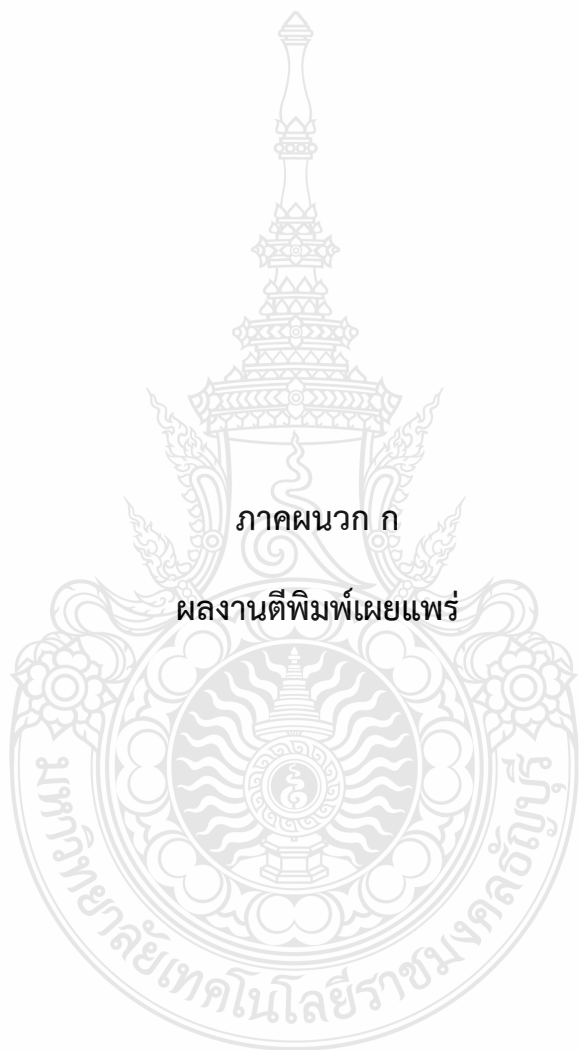 ภาคผนวก ก
ผลงานตีพิมพ์เผยแพร่
มหาวิทยาลัยเทคโนโลยีราชมงคลธัญบุรี